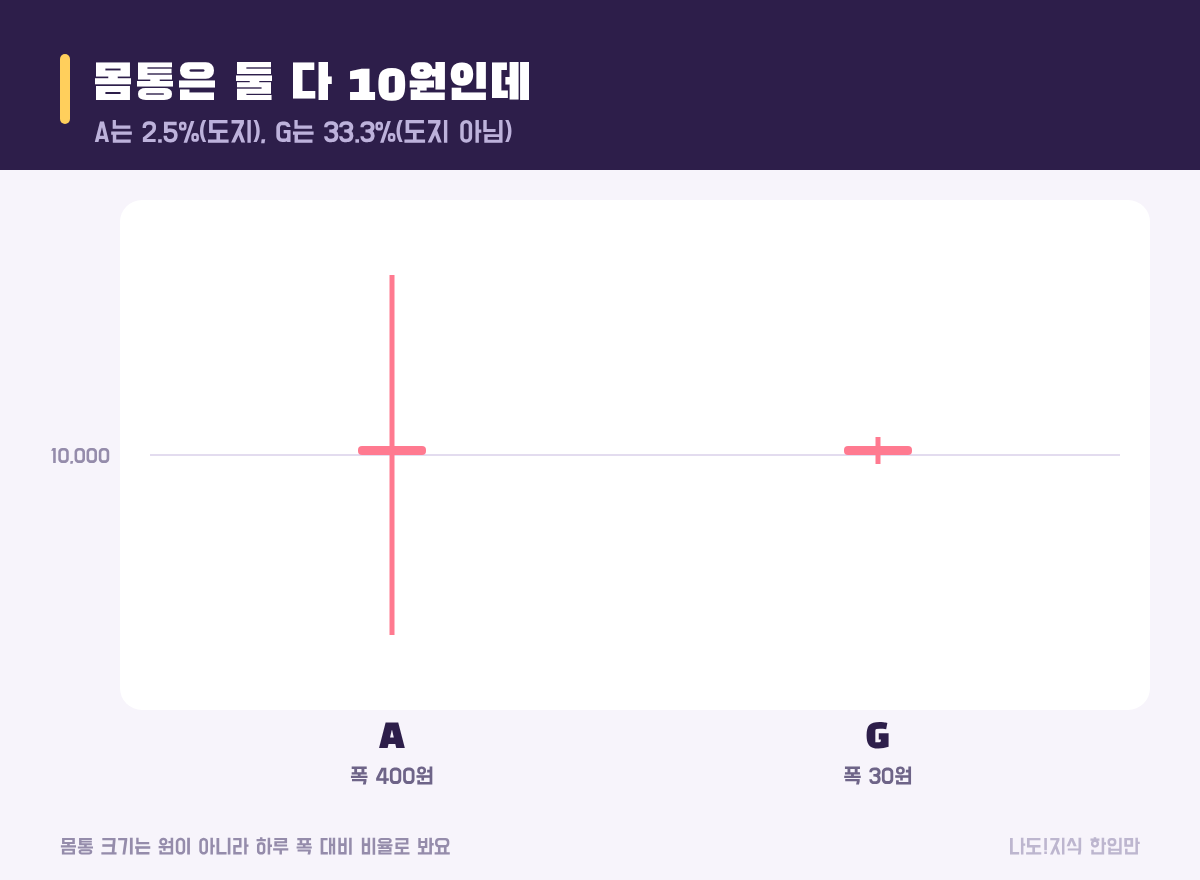 몸통은 둘 다 10원인데
A는 2.5%(도지), G는 33.3%(도지 아님)
10,000
A
G
폭 400원
폭 30원
몸통 크기는 원이 아니라 하루 폭 대비 비율로 봐요
나도!지식 한입만